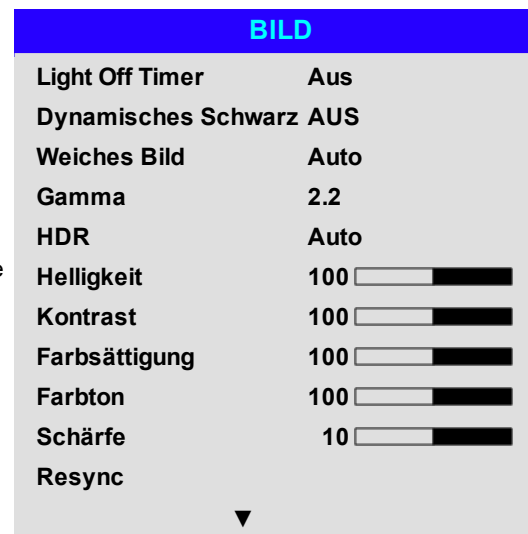 BILD
Light Off Timer Aus
Dynamisches Schwarz AUS
Weiches Bild Auto
Gamma 2.2
HDR Auto
e
Helligkeit 100
Kontrast 100
Farbsättigung 100
Farbton 100
Schärfe 10
Resync
▼